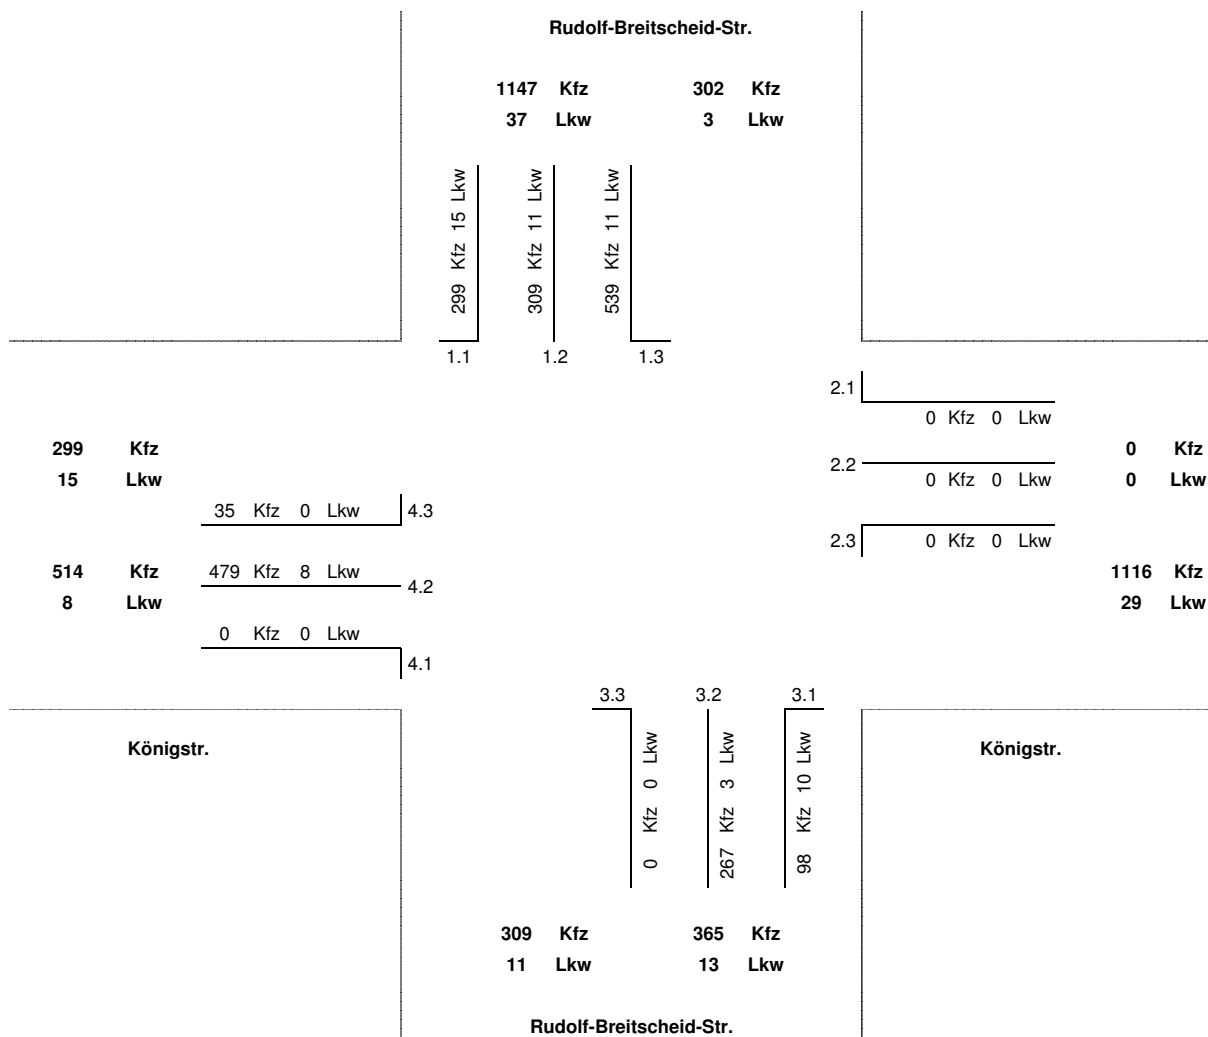 Rudolf-Breitscheid-Str.
1147 Kfz 302 Kfz
37 Lkw 3 Lkw
299 Kfz 15 Lkw
309 Kfz 11 Lkw
539 Kfz 11 Lkw
1.1 1.2 1.3
2.1
0 Kfz 0 Lkw
299 Kfz
15 Lkw
2.2
0 Kfz 0 Lkw
0 Kfz
0 Lkw
35 Kfz 0 Lkw 4.3
2.3
0 Kfz 0 Lkw
514 Kfz
8 Lkw
479 Kfz 8 Lkw 4.2
1116 Kfz
29 Lkw
0 Kfz 0 Lkw
4.1
3.3 3.2 3.1
Königstr.
0 Kfz 0 Lkw
267 Kfz 3 Lkw
98 Kfz 10 Lkw
Königstr.
309 Kfz 365 Kfz
11 Lkw 13 Lkw
Rudolf-Breitscheid-Str.